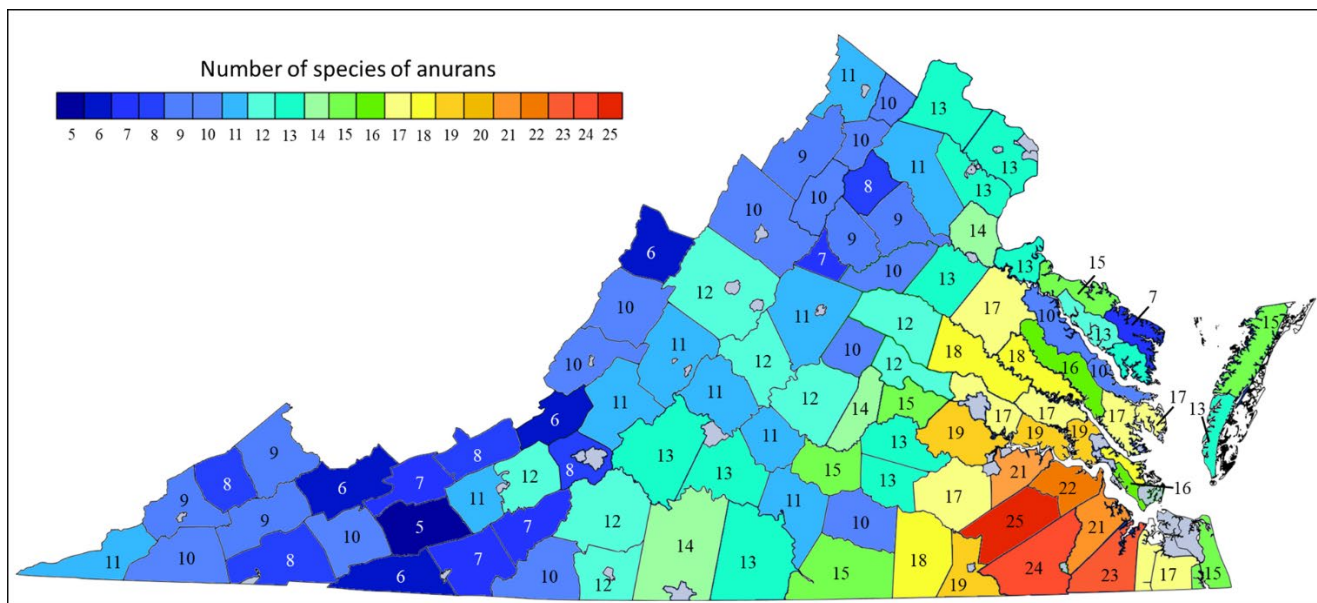 Number of species of anurans
5 6 7 8 9 10 11 12 13 14 15 16 17 18 19 20 21 22 23 24 25
11
10 13
10
9 11 13
13
8
10 10 9
14
6 9
7 10 13 13 15
12 17 7
10 11 12 10 15
11 10 18 18 13
10 12 12 16 10
11 11 12 14 15 17 17 17 17
6 11 19 19 19 13
9 8 12 8 13 13 15 13
8 6 7 11 13 17 21 22 16
9 9 5 7 12 11 10 25 21
11 10 8 10 6 7 10 12 14 13 15 18 19 24 23 17 15